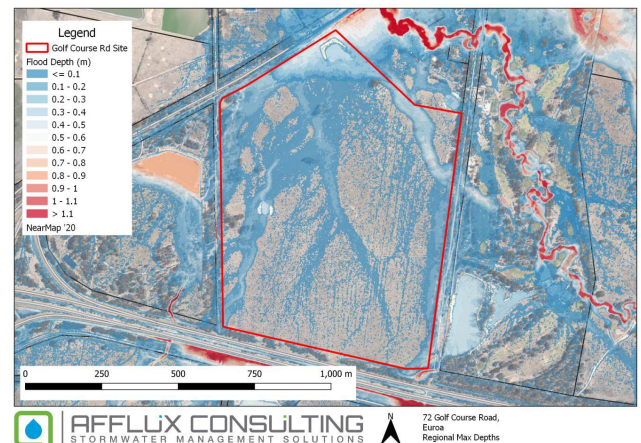 Legend
Golf Course Rd Site
Flood Depth (m)
<= 0.1
0.1 - 0.2
0.2 - 0.3
0.3 - 0.4
0.4 - 0.5
0.5 - 0.6
0.6 - 0.7
0.7 - 0.8
0.8 - 0.9
0.9 - 1
1 - 1.1
> 1.1
NearMap '20
0 250 500 750 1,000 m
AFFLUX CONSULTING
STORMWATER MANAGEMENT SOLUTIONS
N
72 Golf Course Road,
Euroa
Regional Max Depths